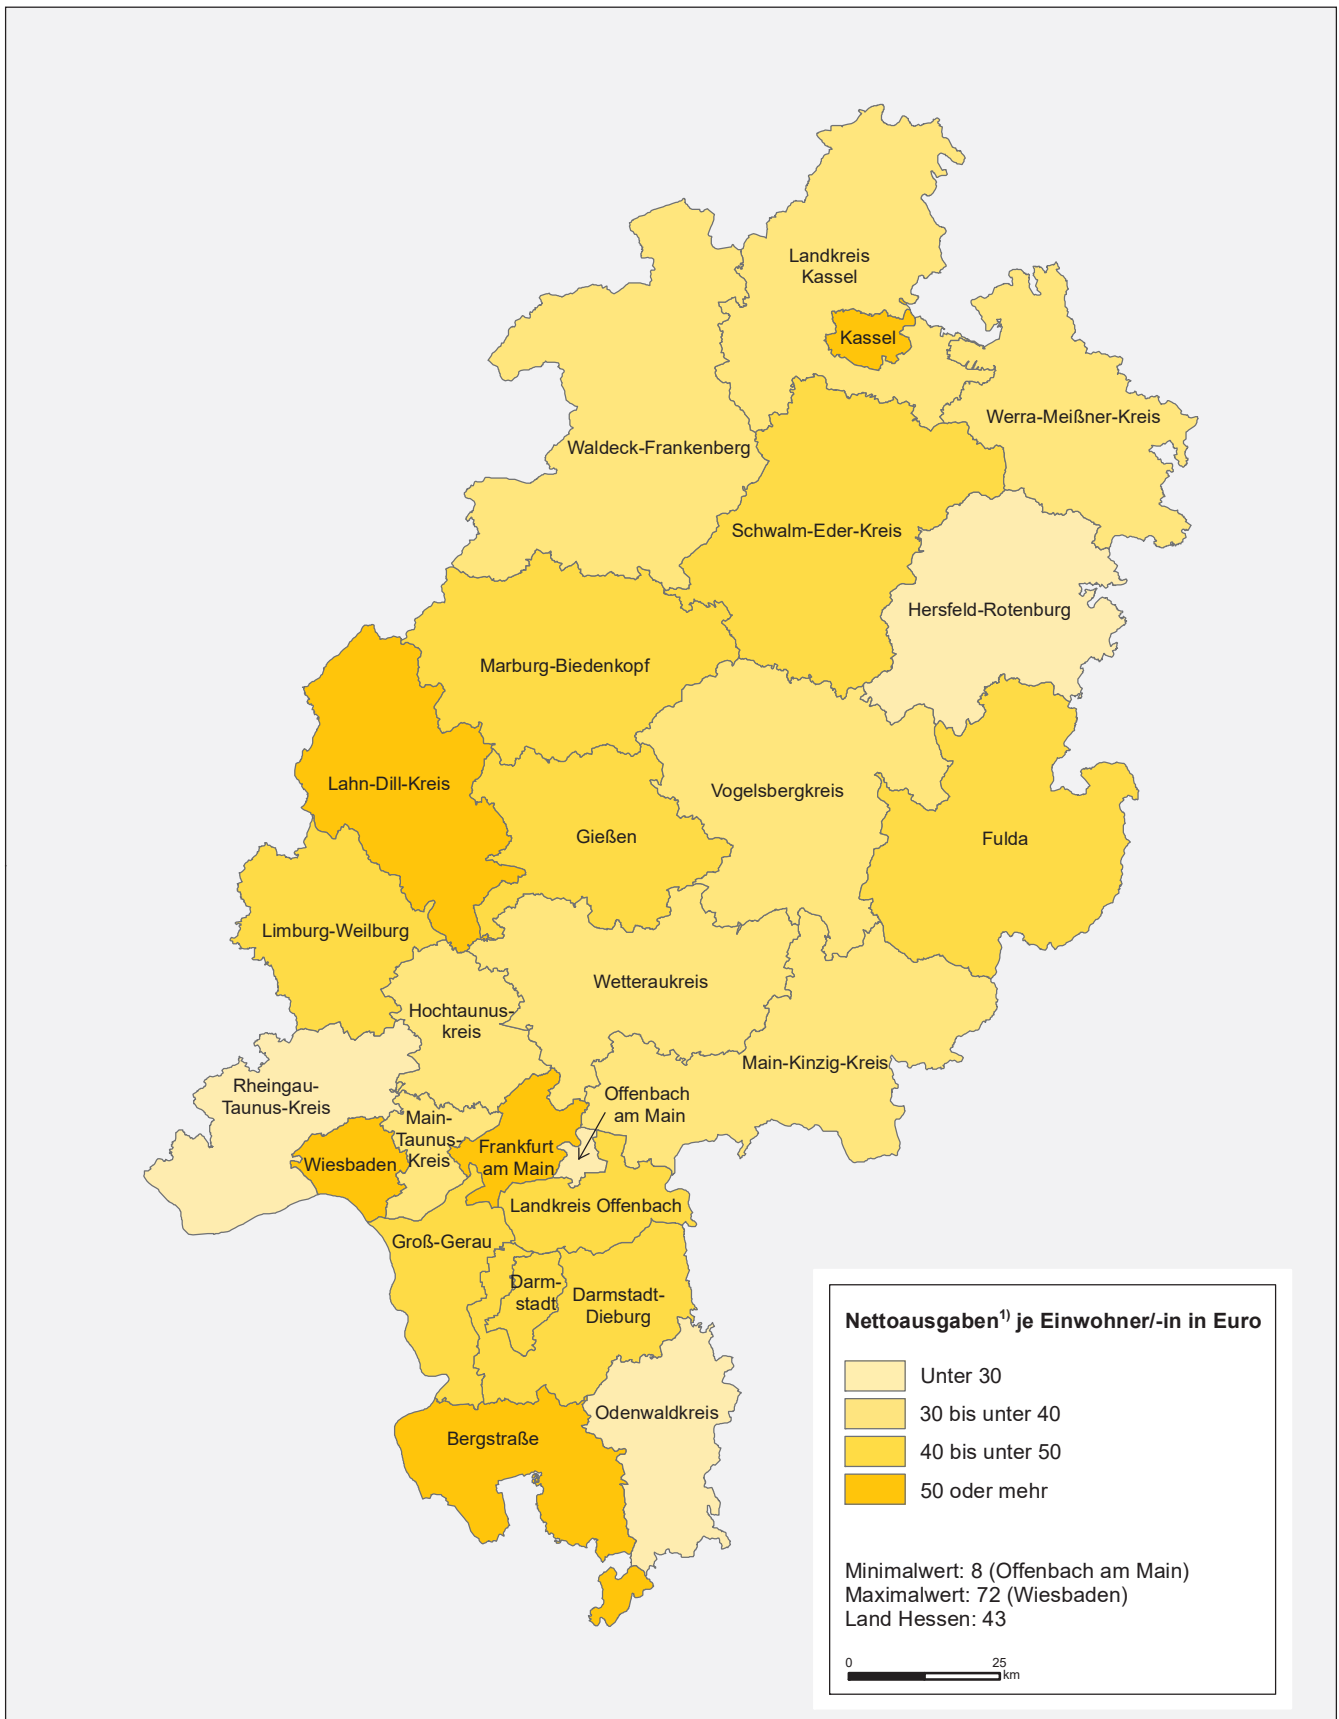 Landkreis
Kassel
Kassel
Werra-Meißner-Kreis
Waldeck-Frankenberg
Schwalm-Eder-Kreis
Hersfeld-Rotenburg
Marburg-Biedenkopf
Lahn-Dill-Kreis
Vogelsbergkreis
Gießen
Fulda
Limburg-Weilburg
Wetteraukreis
Hochtaunus-
kreis
Main-Kinzig-Kreis
Rheingau-
Taunus-Kreis
Offenbach
am Main
Main-
Taunus-
Kreis
Frankfurt
am Main
Wiesbaden
Landkreis Offenbach
Groß-Gerau
Darm-
stadt
Darmstadt-
Dieburg
Odenwaldkreis
Bergstraße
Nettoausgaben¹⁾ je Einwohner/-in in Euro
Unter 30
30 bis unter 40
40 bis unter 50
50 oder mehr
Minimalwert: 8 (Offenbach am Main)
Maximalwert: 72 (Wiesbaden)
Land Hessen: 43
0 25
km